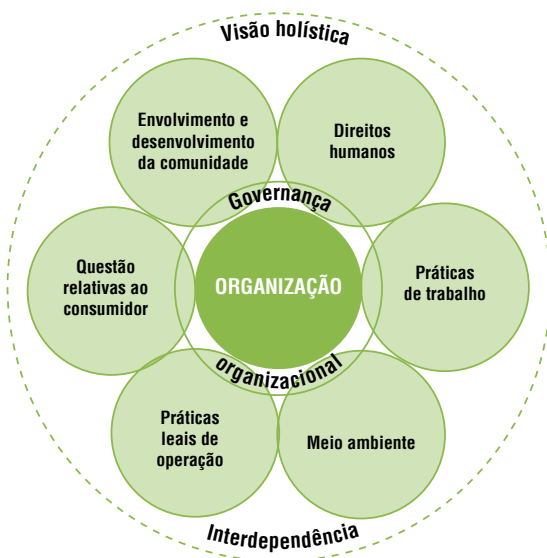 Visão holística
Envolvimento e
desenvolvimento
da comunidade
Direitos
humanos
Governança
Questão
relativas ao
consumidor
ORGANIZAÇÃO
Práticas
de trabalho
organizacional
Práticas
leais de
operação
Meio ambiente
Interdependência